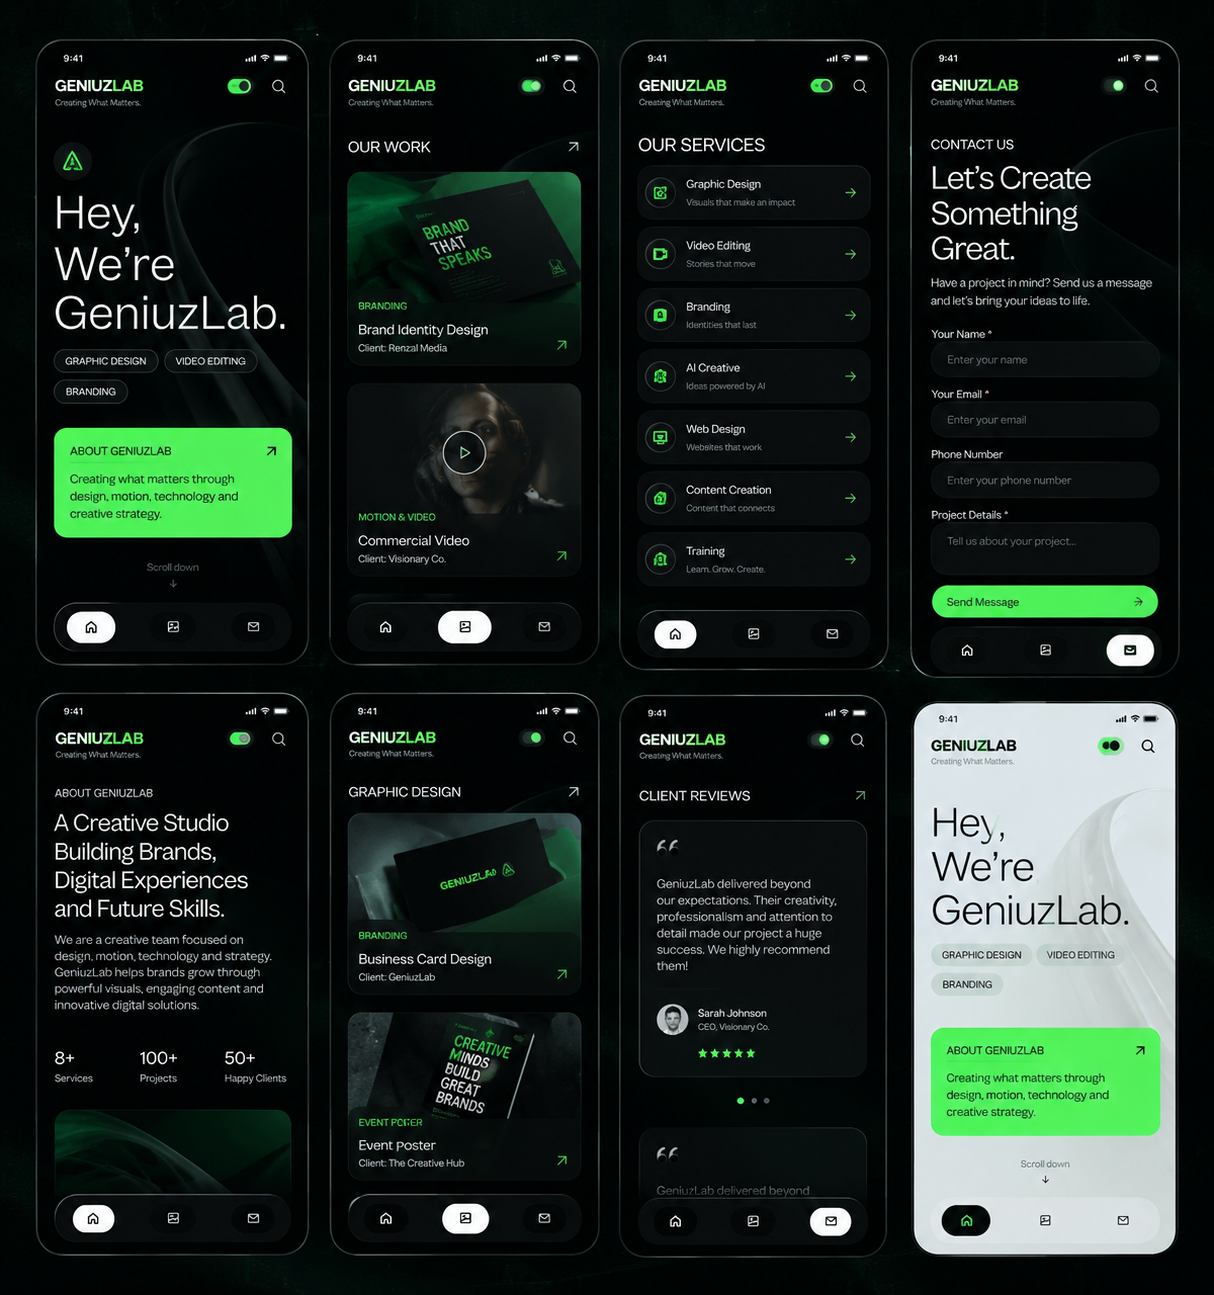 9:41
GENIUZLAB
Creating What Matters.
Hey,
We're
GeniuzLab.
GRAPHIC DESIGN
VIDEO EDITING
BRANDING
ABOUT GENIUZLAB
Creating what matters through
design, motion, technology and
creative strategy.
Scroll down
9:41
GENIUZLAB
Creating What Matters.
OUR WORK
BRAND
THAT
SPEAKS
BRANDING
Brand Identity Design
Client: Renzal Media
MOTION & VIDEO
Commercial Video
Client: Visionary Co.
9:41
GENIUZLAB
Creating What Matters.
OUR SERVICES
Graphic Design
Visuals that make an impact
Video Editing
Stories that move
Branding
Identities that last
AI Creative
Ideas powered by AI
Web Design
Websites that work
Content Creation
Content that connects
Training
Learn. Grow. Create.
9:41
GENIUZLAB
Creating What Matters.
CONTACT US
Let's Create
Something
Great.
Have a project in mind? Send us a message
and let's bring your ideas to life.
Your Name *
Enter your name
Your Email *
Enter your email
Phone Number
Enter your phone number
Project Details *
Tell us about your project...
Send Message
9:41
GENIUZLAB
Creating What Matters.
ABOUT GENIUZLAB
A Creative Studio
Building Brands,
Digital Experiences
and Future Skills.
We are a creative team focused on
design, motion, technology and strategy.
GeniuzLab helps brands grow through
powerful visuals, engaging content and
innovative digital solutions.
8+
Services
100+
Projects
50+
Happy Clients
9:41
GENIUZLAB
Creating What Matters.
GRAPHIC DESIGN
GENIUZLAB
BRANDING
Business Card Design
Client: GeniuzLab
CREATIVE
MINDS
BUILD
GREAT
BRANDS
EVENT POSTER
Event Poster
Client: The Creative Hub
9:41
GENIUZLAB
Creating What Matters.
CLIENT REVIEWS
“
GeniuzLab delivered beyond
our expectations. Their creativity,
professionalism and attention to
detail made our project a huge
success. We highly recommend
them!
Sarah Johnson
CEO, Visionary Co.
“
GeniuzLab delivered beyond
9:41
GENIUZLAB
Creating What Matters.
Hey,
We're
GeniuzLab.
GRAPHIC DESIGN
VIDEO EDITING
BRANDING
ABOUT GENIUZLAB
Creating what matters through
design, motion, technology and
creative strategy.
Scroll down